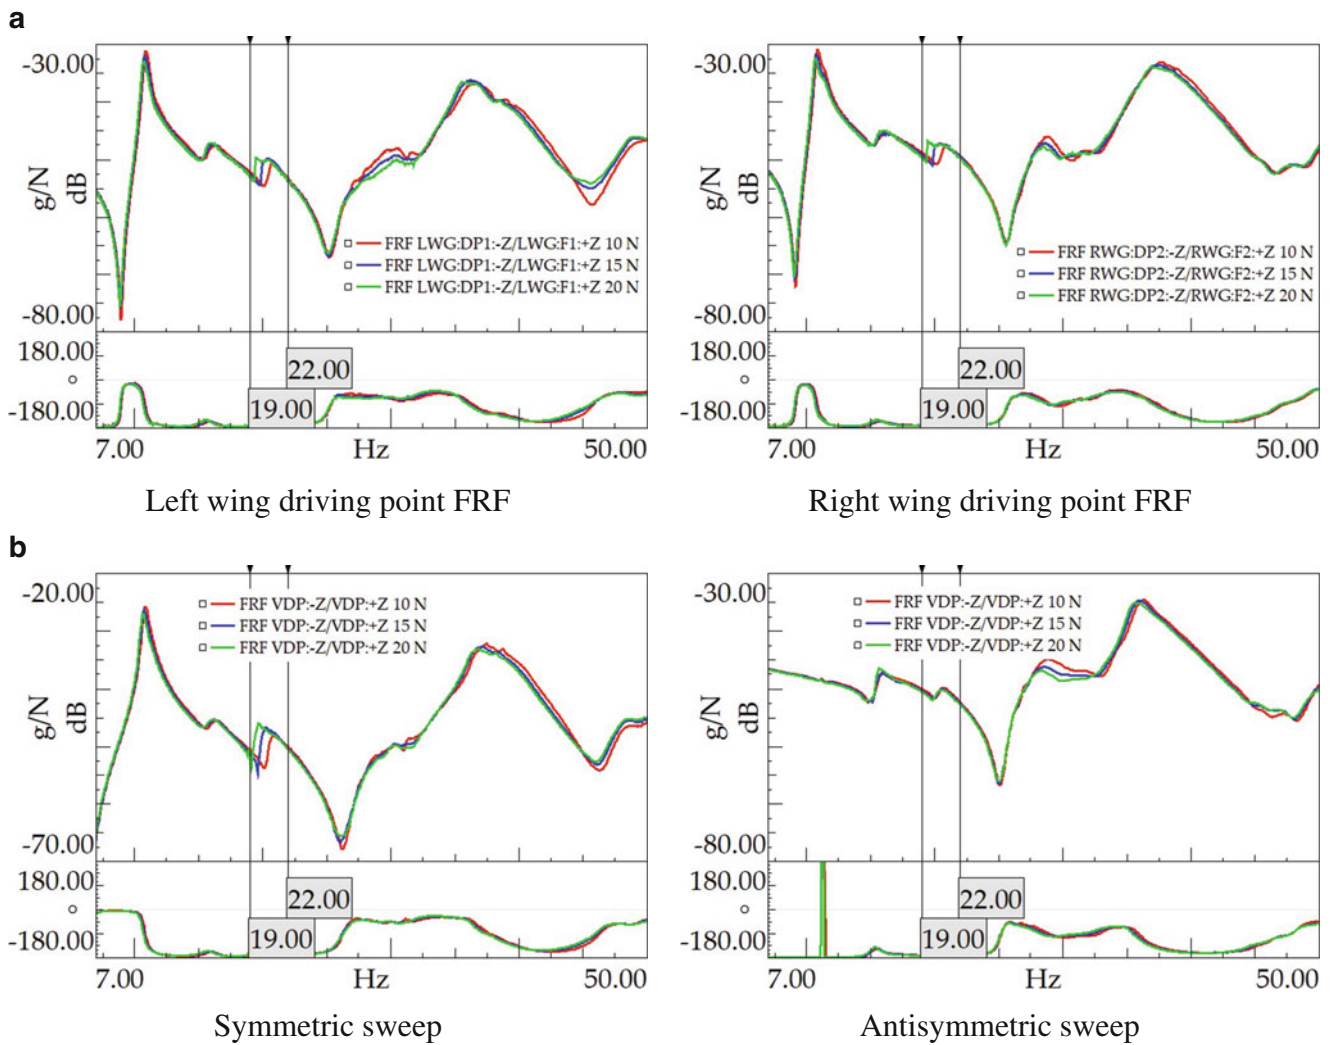 a
-30.00
g/N
dB
FRF LWG:DP1:-Z/LWG:F1:+Z 10 N
FRF LWG:DP1:-Z/LWG:F1:+Z 15 N
FRF LWG:DP1:-Z/LWG:F1:+Z 20 N
-80.00
180.00
°
-180.00
22.00
19.00
7.00
Hz
50.00
Left wing driving point FRF
-30.00
g/N
dB
FRF RWG:DP2:-Z/RWG:F2:+Z 10 N
FRF RWG:DP2:-Z/RWG:F2:+Z 15 N
FRF RWG:DP2:-Z/RWG:F2:+Z 20 N
-80.00
180.00
°
-180.00
22.00
19.00
7.00
Hz
50.00
Right wing driving point FRF
b
-20.00
g/N
dB
FRF VDP:-Z/VDP:+Z 10 N
FRF VDP:-Z/VDP:+Z 15 N
FRF VDP:-Z/VDP:+Z 20 N
-70.00
180.00
°
-180.00
22.00
19.00
7.00
Hz
50.00
Symmetric sweep
-30.00
g/N
dB
FRF VDP:-Z/VDP:+Z 10 N
FRF VDP:-Z/VDP:+Z 15 N
FRF VDP:-Z/VDP:+Z 20 N
-80.00
180.00
°
-180.00
22.00
19.00
7.00
Hz
50.00
Antisymmetric sweep